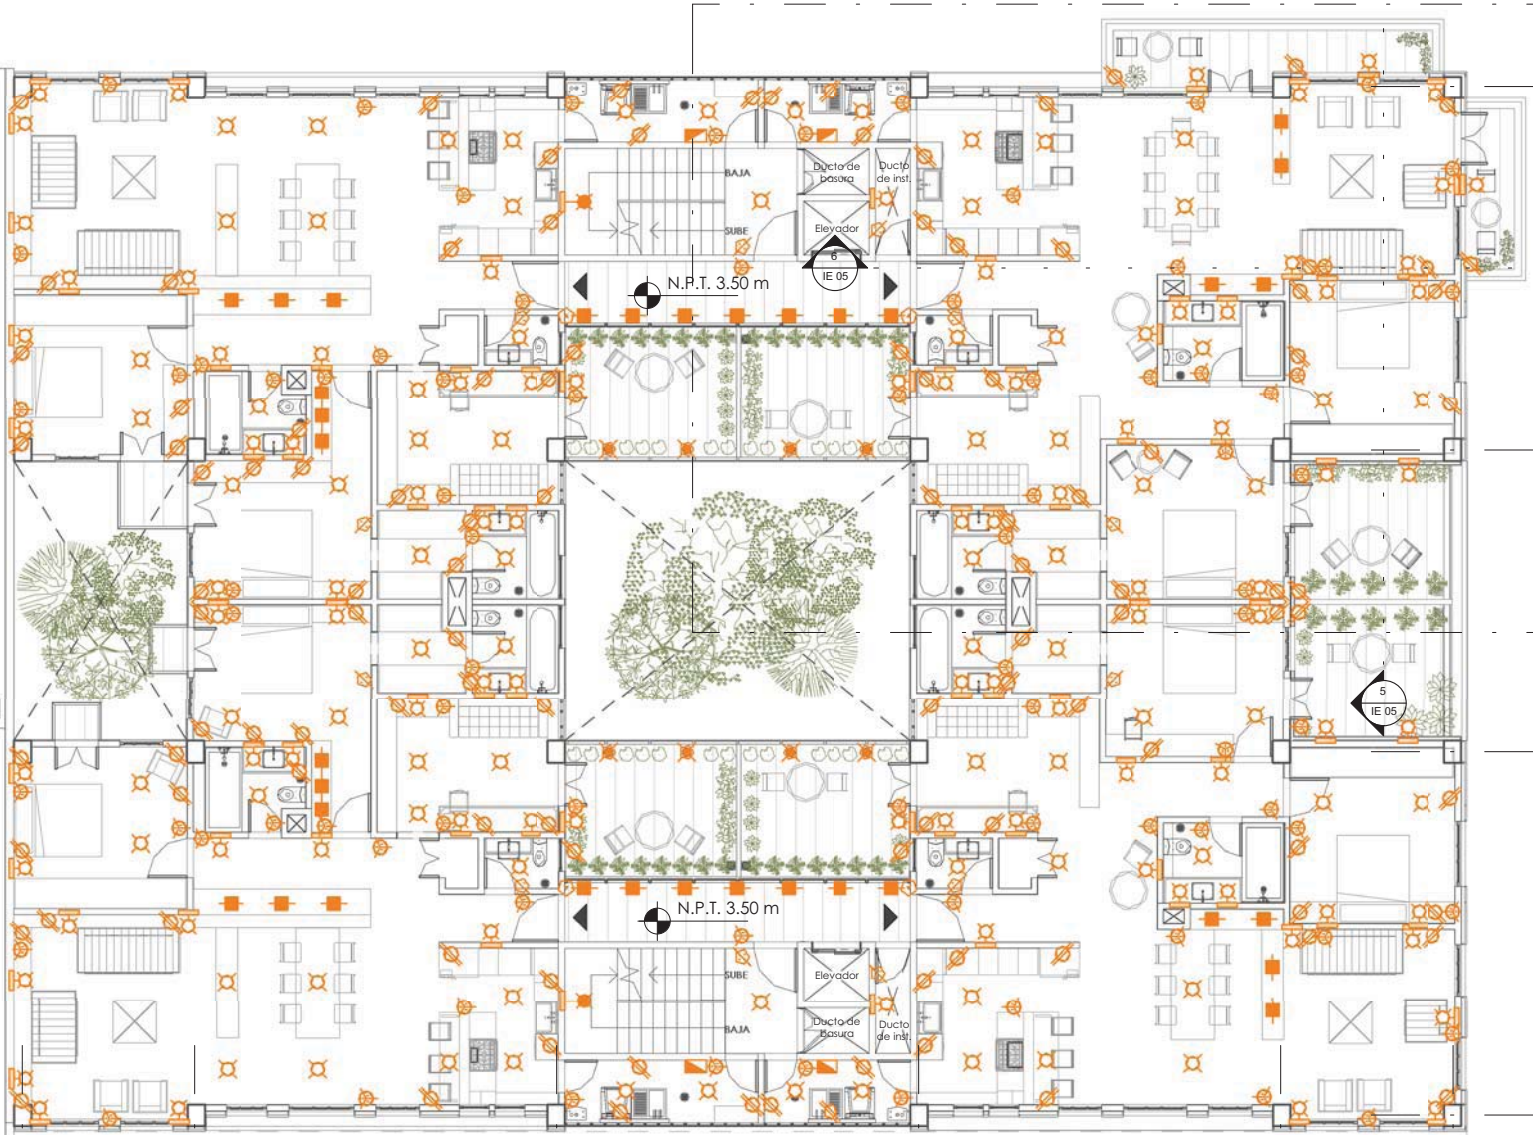 BAJA
Ducto de
basura
Ducto
de inst.
SUBE
Elevador
6
IE 05
N.P.T. 3.50 m
5
IE 05
N.P.T. 3.50 m
SUBE
Elevador
BAJA
Ducto de
basura
Ducto
de inst.